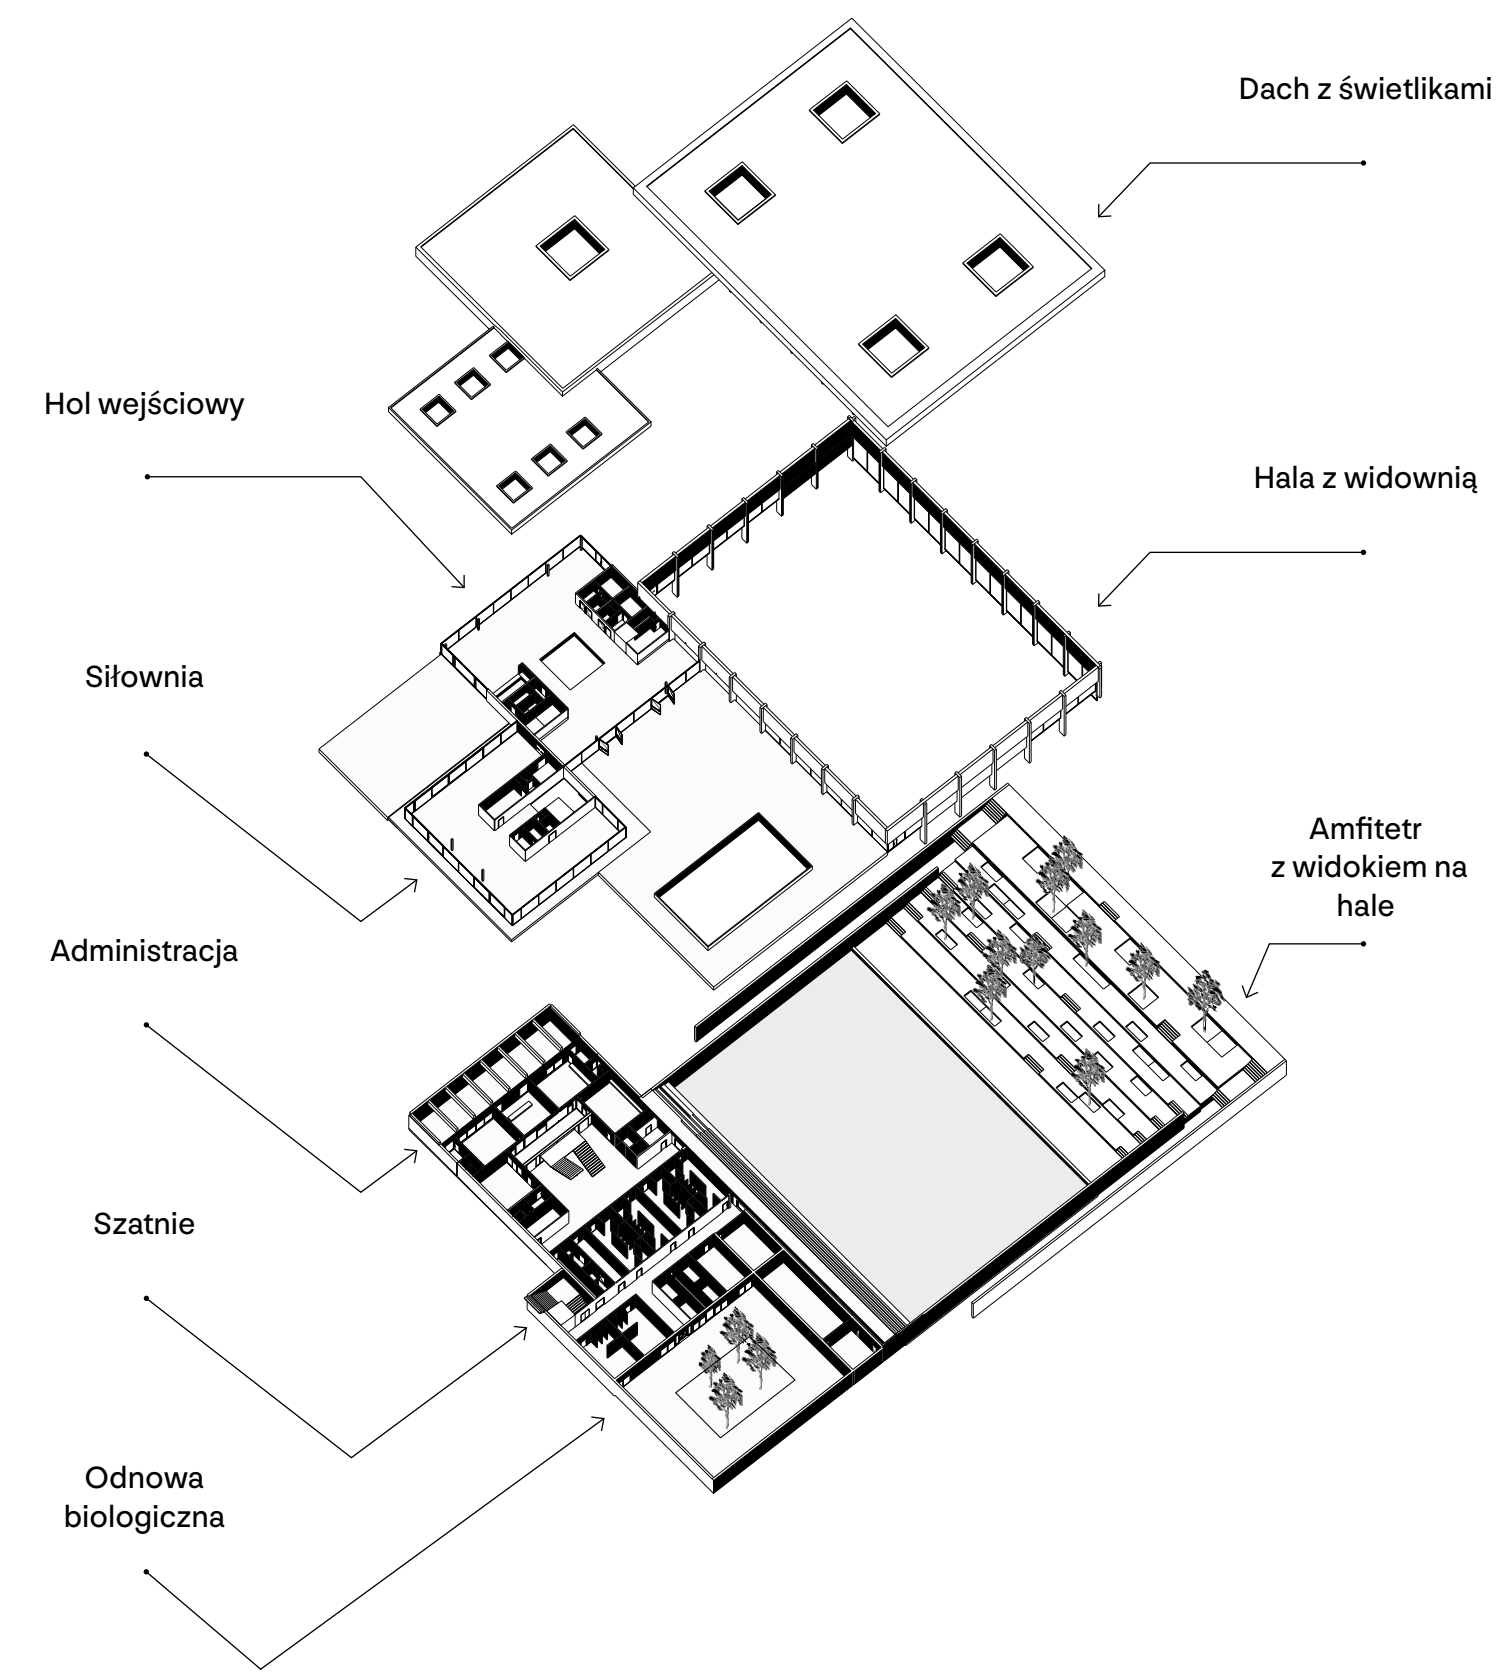 Dach z świetlikami
Hol wejściowy
Hala z widownią
Siłownia
Amfitetr
z widokiem na
hale
Administracja
Szatnie
Odnowa
biologiczna